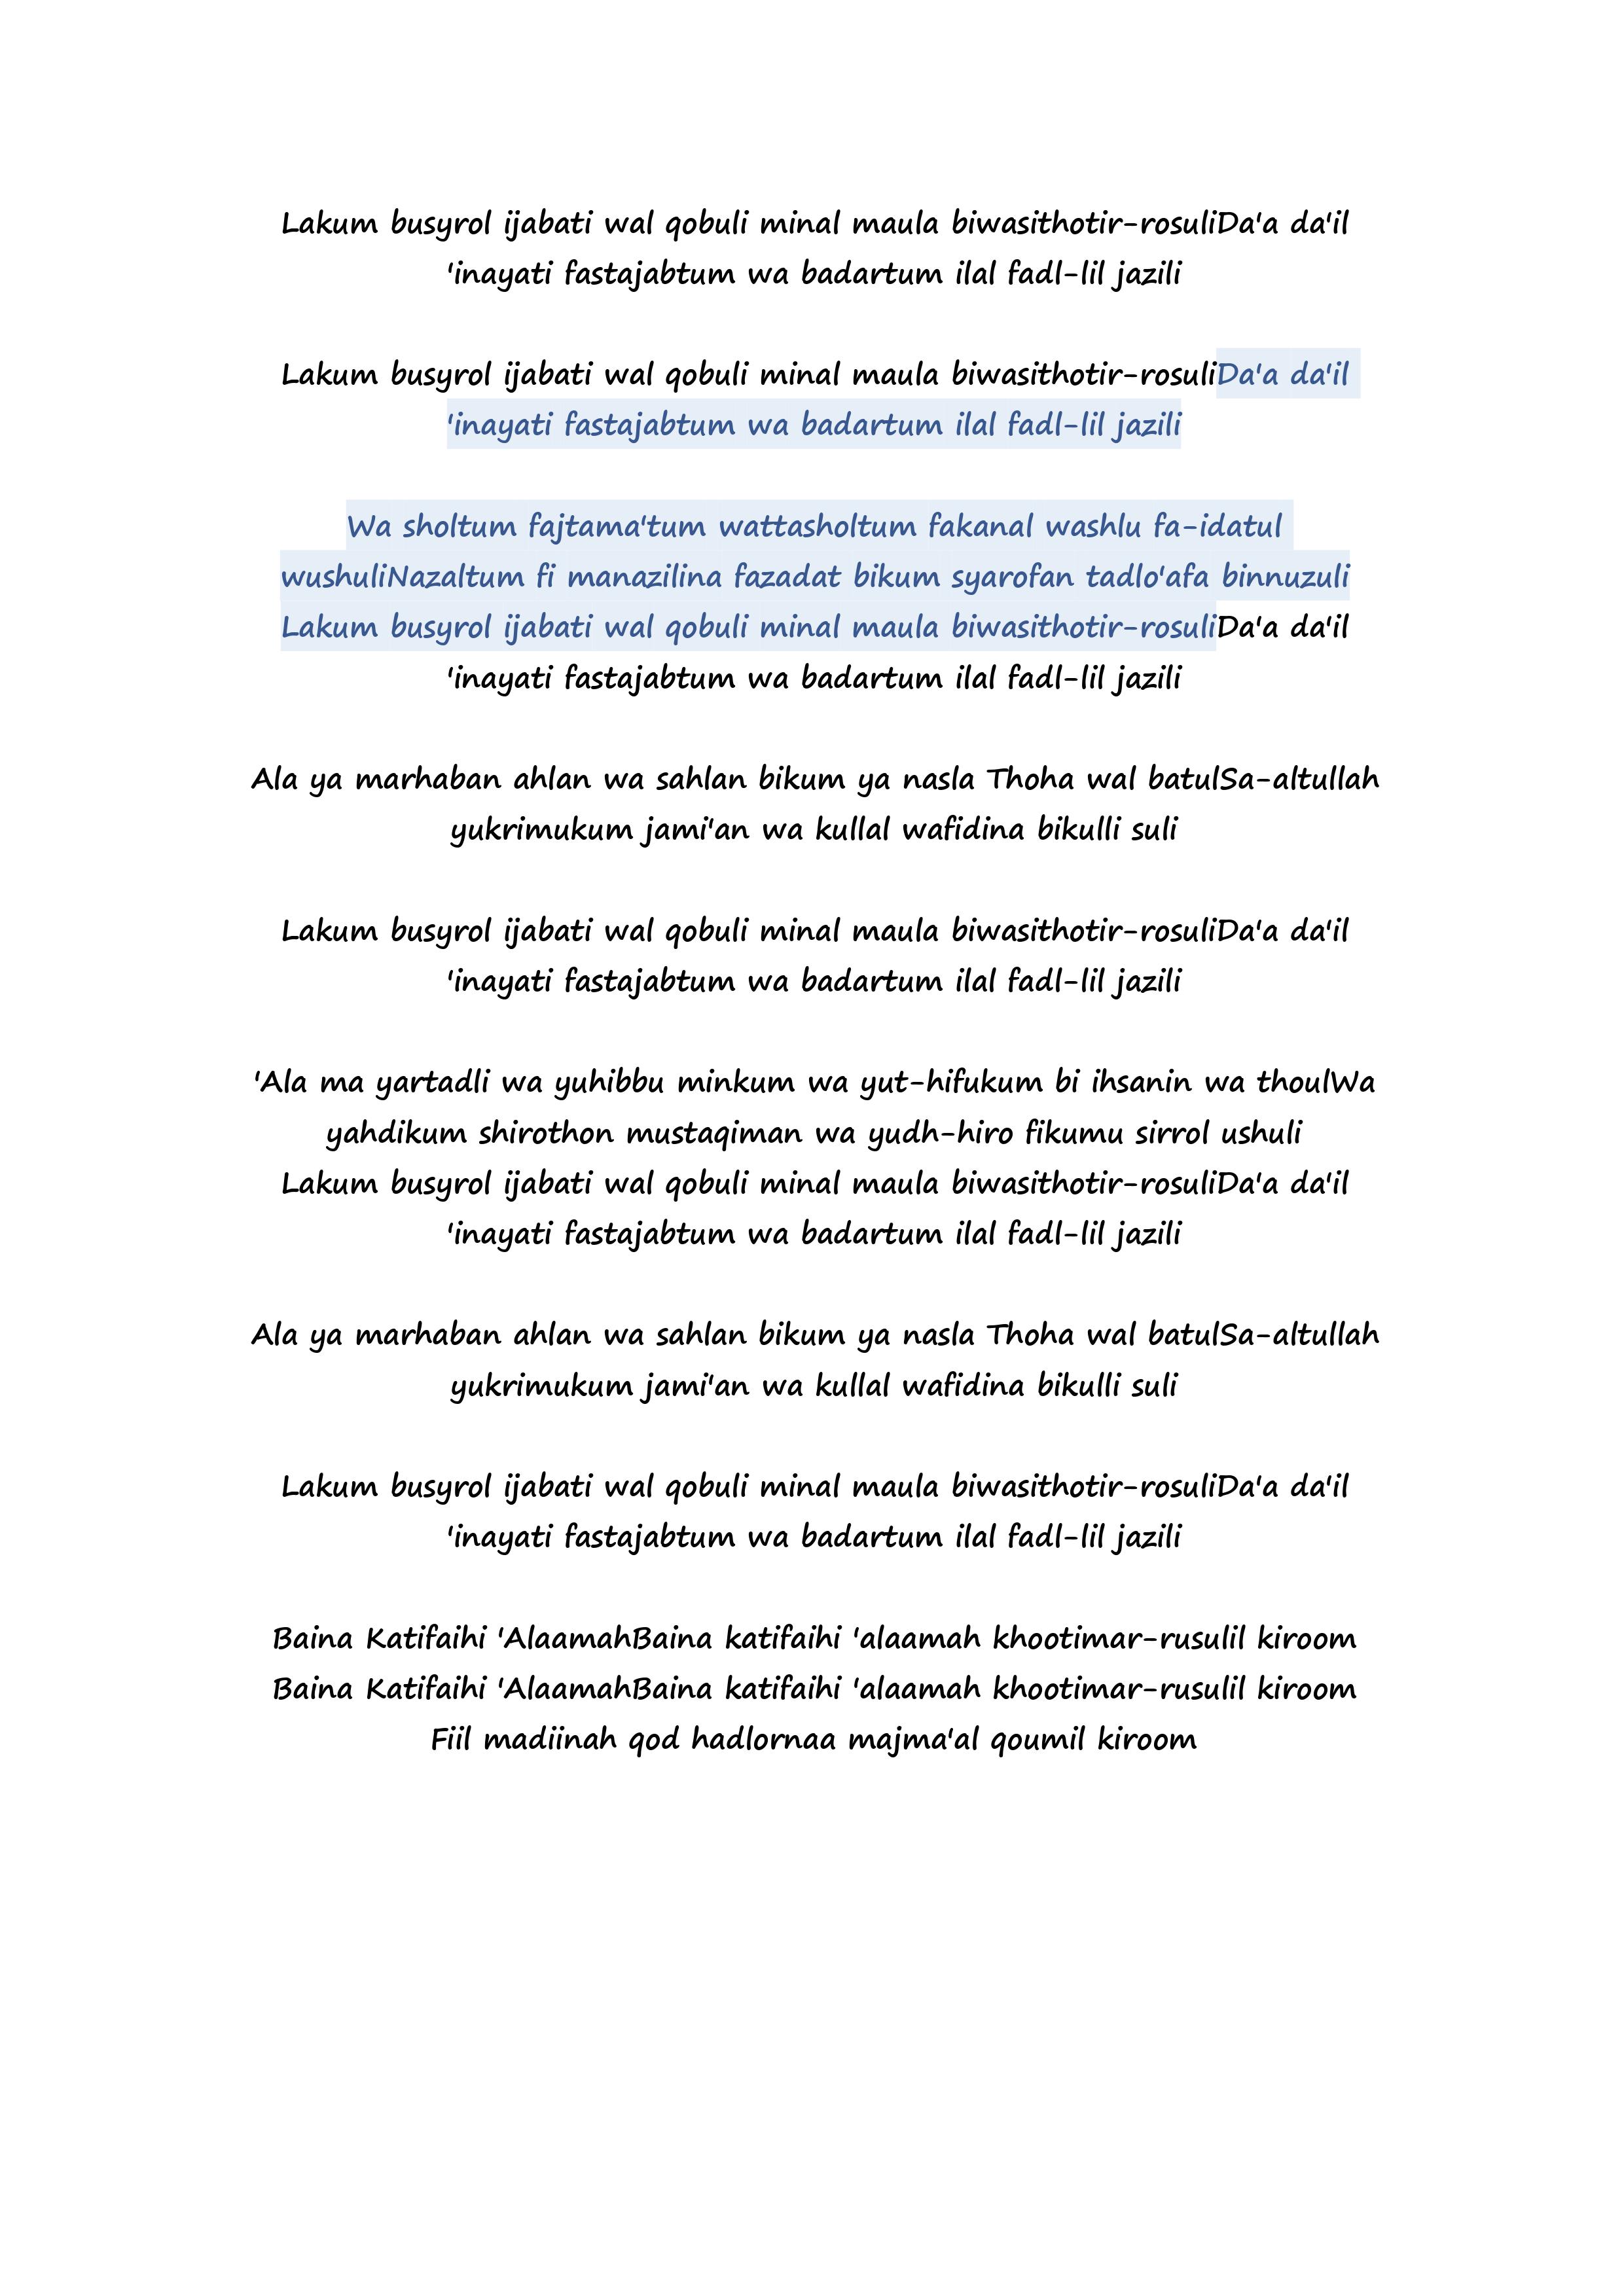 Lakum busyrol ijabati wal qobuli minal maula biwasithotir-rosuliDa'a da'il
'inayati fastajabtum wa badartum ilal fadl-lil jazili
Lakum busyrol ijabati wal qobuli minal maula biwasithotir-rosuliDa'a da'il
'inayati fastajabtum wa badartum ilal fadl-lil jazili
Wa sholtum fajtama'tum wattasholtum fakanal washlu fa-idatul
wushuliNazaltum fi manazilina fazadat bikum syarofan tadlo'afa binnuzuli
Lakum busyrol ijabati wal qobuli minal maula biwasithotir-rosuliDa'a da'il
'inayati fastajabtum wa badartum ilal fadl-lil jazili
Ala ya marhaban ahlan wa sahlan bikum ya nasla Thoha wal batulSa-altullah
yukrimukum jami'an wa kullal wafidina bikulli suli
Lakum busyrol ijabati wal qobuli minal maula biwasithotir-rosuliDa'a da'il
'inayati fastajabtum wa badartum ilal fadl-lil jazili
'Ala ma yartadli wa yuhibbu minkum wa yut-hifukum bi ihsanin wa thoulWa
yahdikum shirothon mustaqiman wa yudh-hiro fikumu sirrol ushuli
Lakum busyrol ijabati wal qobuli minal maula biwasithotir-rosuliDa'a da'il
'inayati fastajabtum wa badartum ilal fadl-lil jazili
Ala ya marhaban ahlan wa sahlan bikum ya nasla Thoha wal batulSa-altullah
yukrimukum jami'an wa kullal wafidina bikulli suli
Lakum busyrol ijabati wal qobuli minal maula biwasithotir-rosuliDa'a da'il
'inayati fastajabtum wa badartum ilal fadl-lil jazili
Baina Katifaihi 'AlaamahBaina katifaihi 'alaamah khootimar-rusulil kiroom
Baina Katifaihi 'AlaamahBaina katifaihi 'alaamah khootimar-rusulil kiroom
Fiil madiinah qod hadlornaa majma'al qoumil kiroom